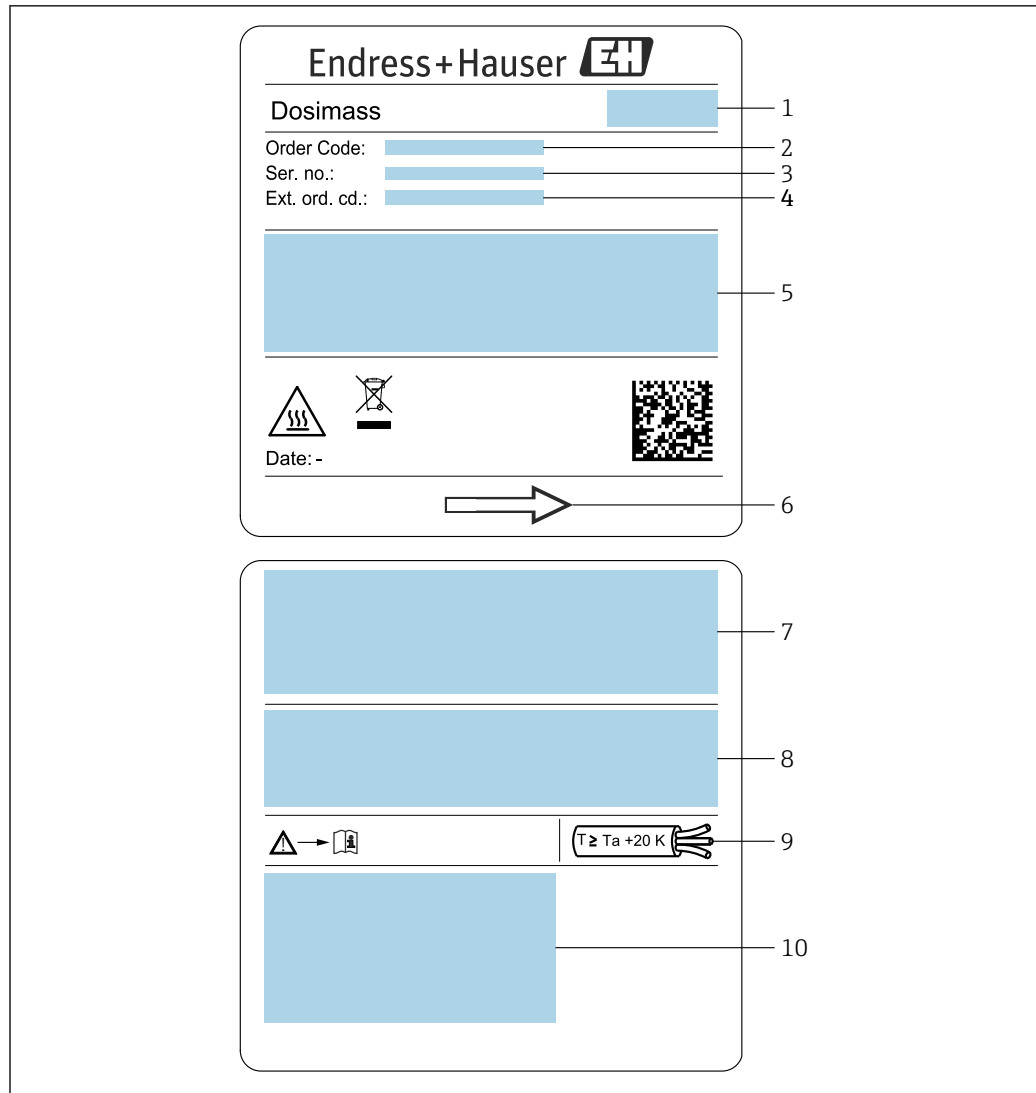 Endress+Hauser EH
Dosimass
1
Order Code:
2
Ser. no.:
3
Ext. ord. cd.:
4
5
Date: -
6
7
8
T ≥ Ta +20 K
9
10